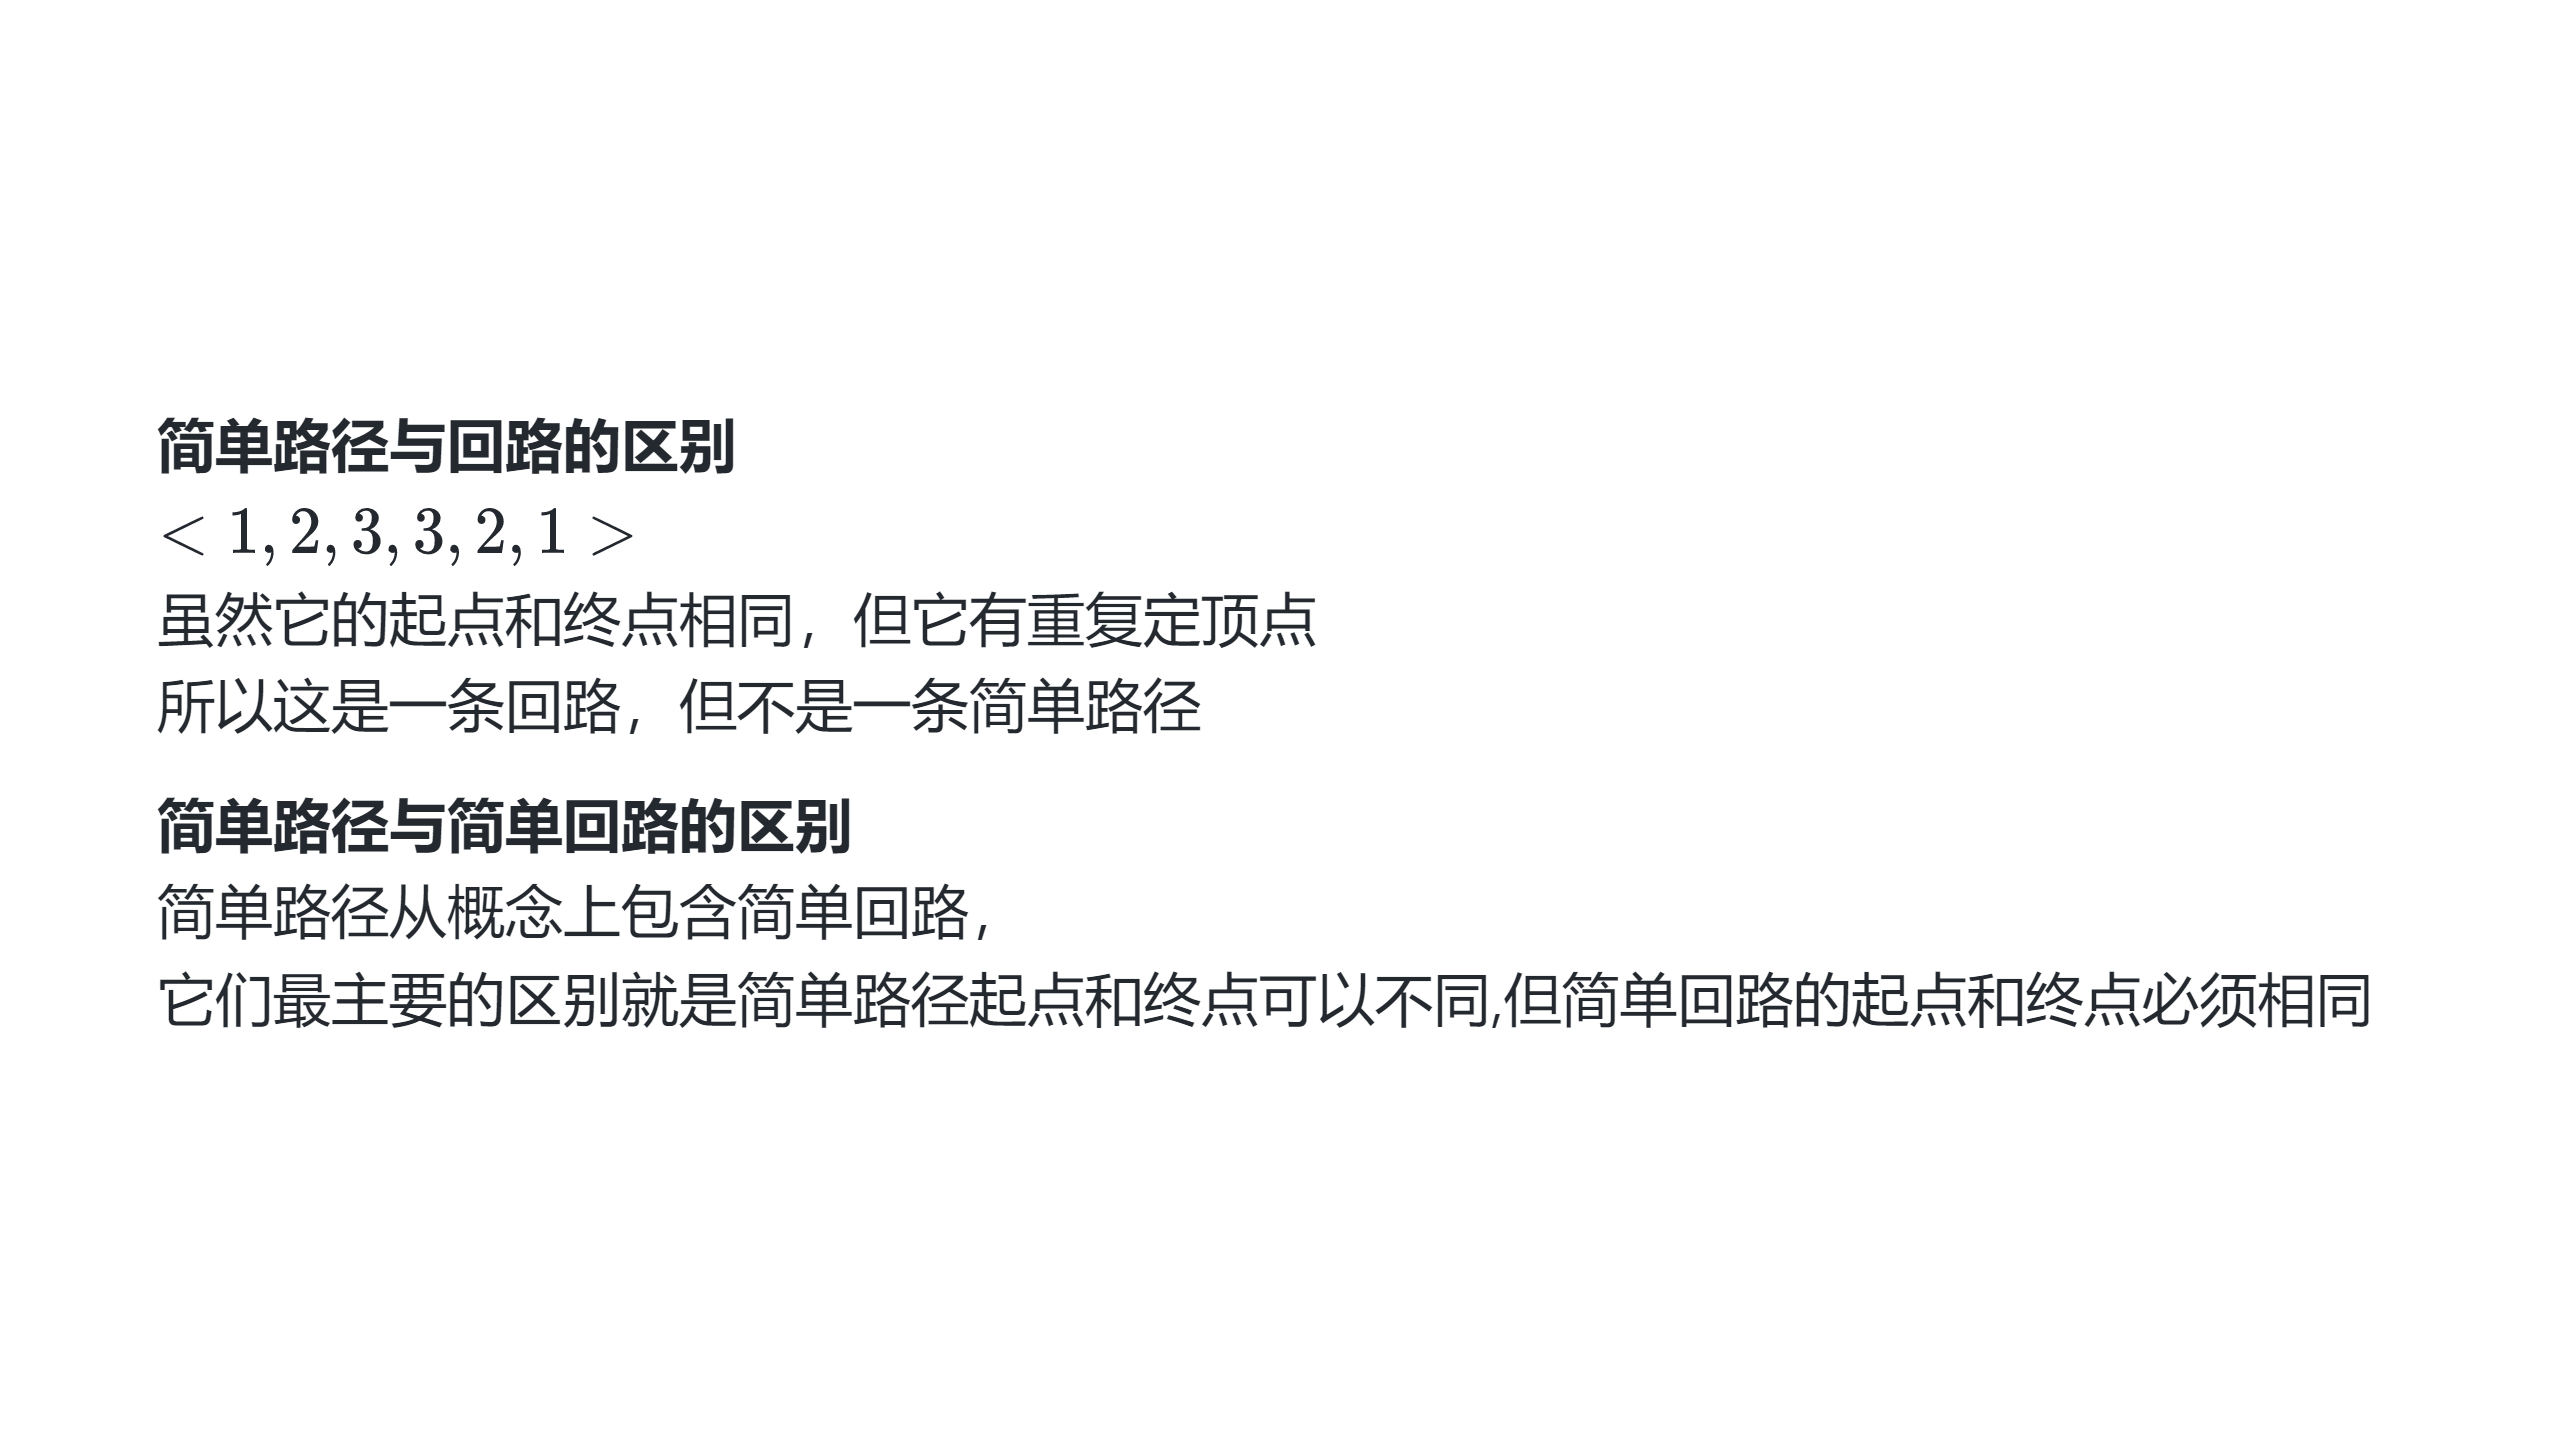 简单路径与回路的区别
< 1, 2, 3, 3, 2, 1 >
虽然它的起点和终点相同，但它有重复定顶点
所以这是一条回路，但不是一条简单路径
简单路径与简单回路的区别
简单路径从概念上包含简单回路，
它们最主要的区别就是简单路径起点和终点可以不同,但简单回路的起点和终点必须相同